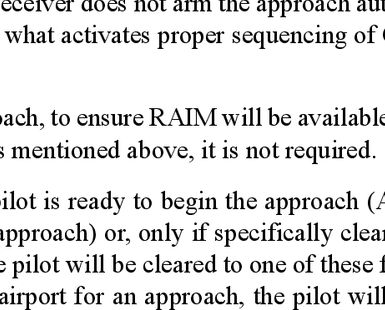 eceiver does not arm the approach aut
what activates proper sequencing of
oach, to ensure RAIM will be available
s mentioned above, it is not required.
pilot is ready to begin the approach (A
approach) or, only if specifically clear
e pilot will be cleared to one of these f
airport for an approach, the pilot will